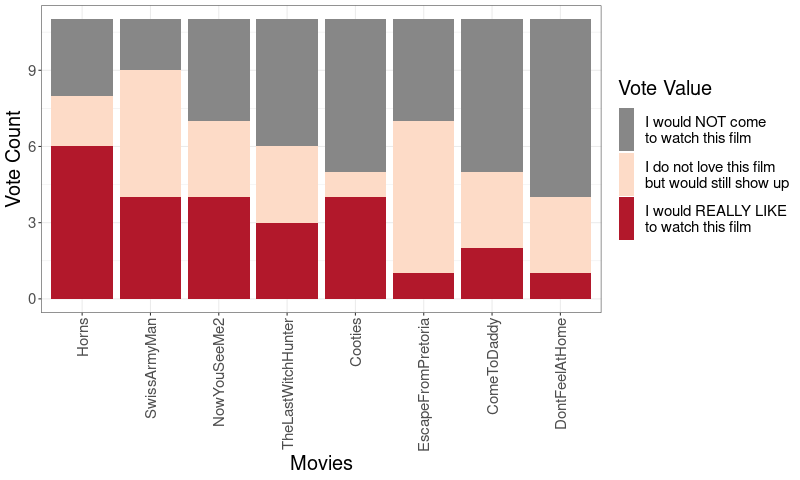 Vote Count
9
6
3
0
Horns
SwissArmyMan
NowYouSeeMe2
TheLastWitchHunter
Cooties
EscapeFromPretoria
ComeToDaddy
DontFeelAtHome
Movies
Vote Value
I would NOT come
to watch this film
I do not love this film
but would still show up
I would REALLY LIKE
to watch this film